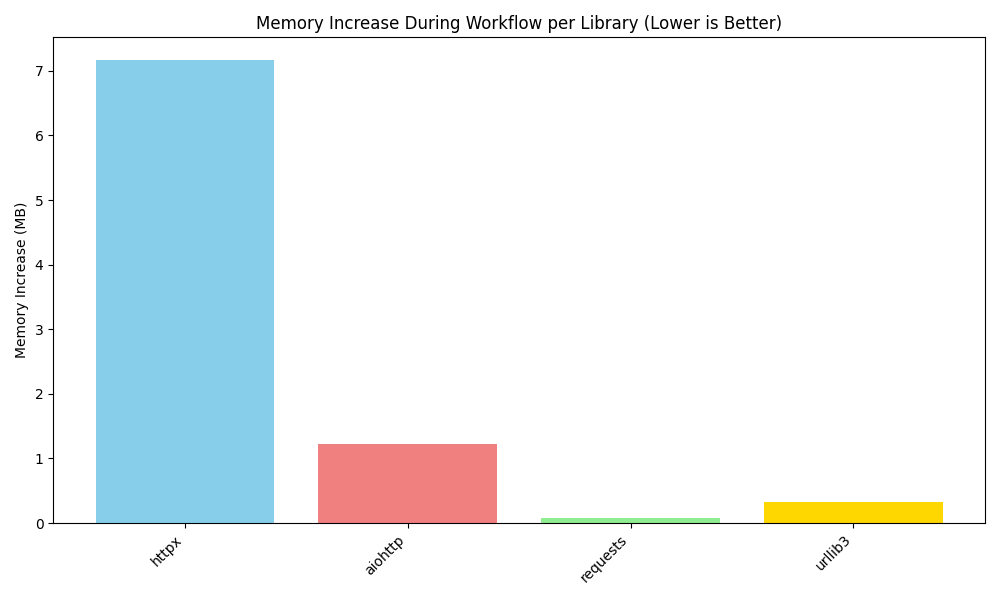 Memory Increase During Workflow per Library (Lower is Better)
Memory Increase (MB)
7
6
5
4
3
2
1
0
httpx
aiohttp
requests
urllib3